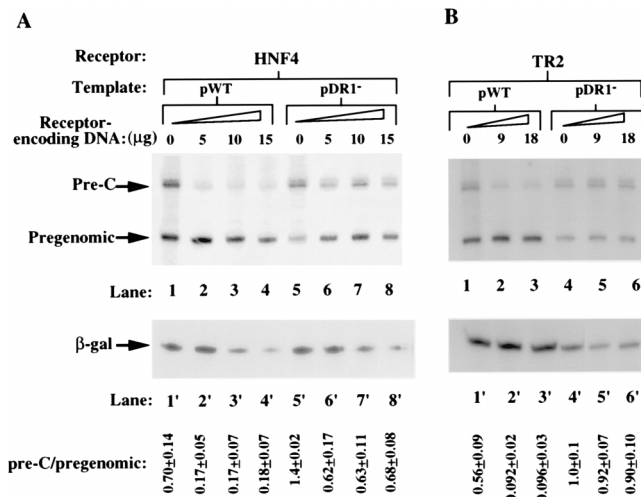 A
Receptor: HNF4
Template: pWT pDR1-
Receptor-encoding DNA: (μg) 0 5 10 15 0 5 10 15
Pre-C
Pregenomic
Lane: 1 2 3 4 5 6 7 8
β-gal
Lane: 1' 2' 3' 4' 5' 6' 7' 8'
pre-C/pregenomic: 0.70±0.14 0.17±0.05 0.17±0.07 0.18±0.07 1.4±0.02 0.62±0.17 0.63±0.11 0.68±0.08
B
TR2
pWT pDR1-
0 9 18 0 9 18
1 2 3 4 5 6
1' 2' 3' 4' 5' 6'
0.56±0.09 .092±0.02 .096±0.03 1.0±0.1 0.92±0.07 0.90±0.10